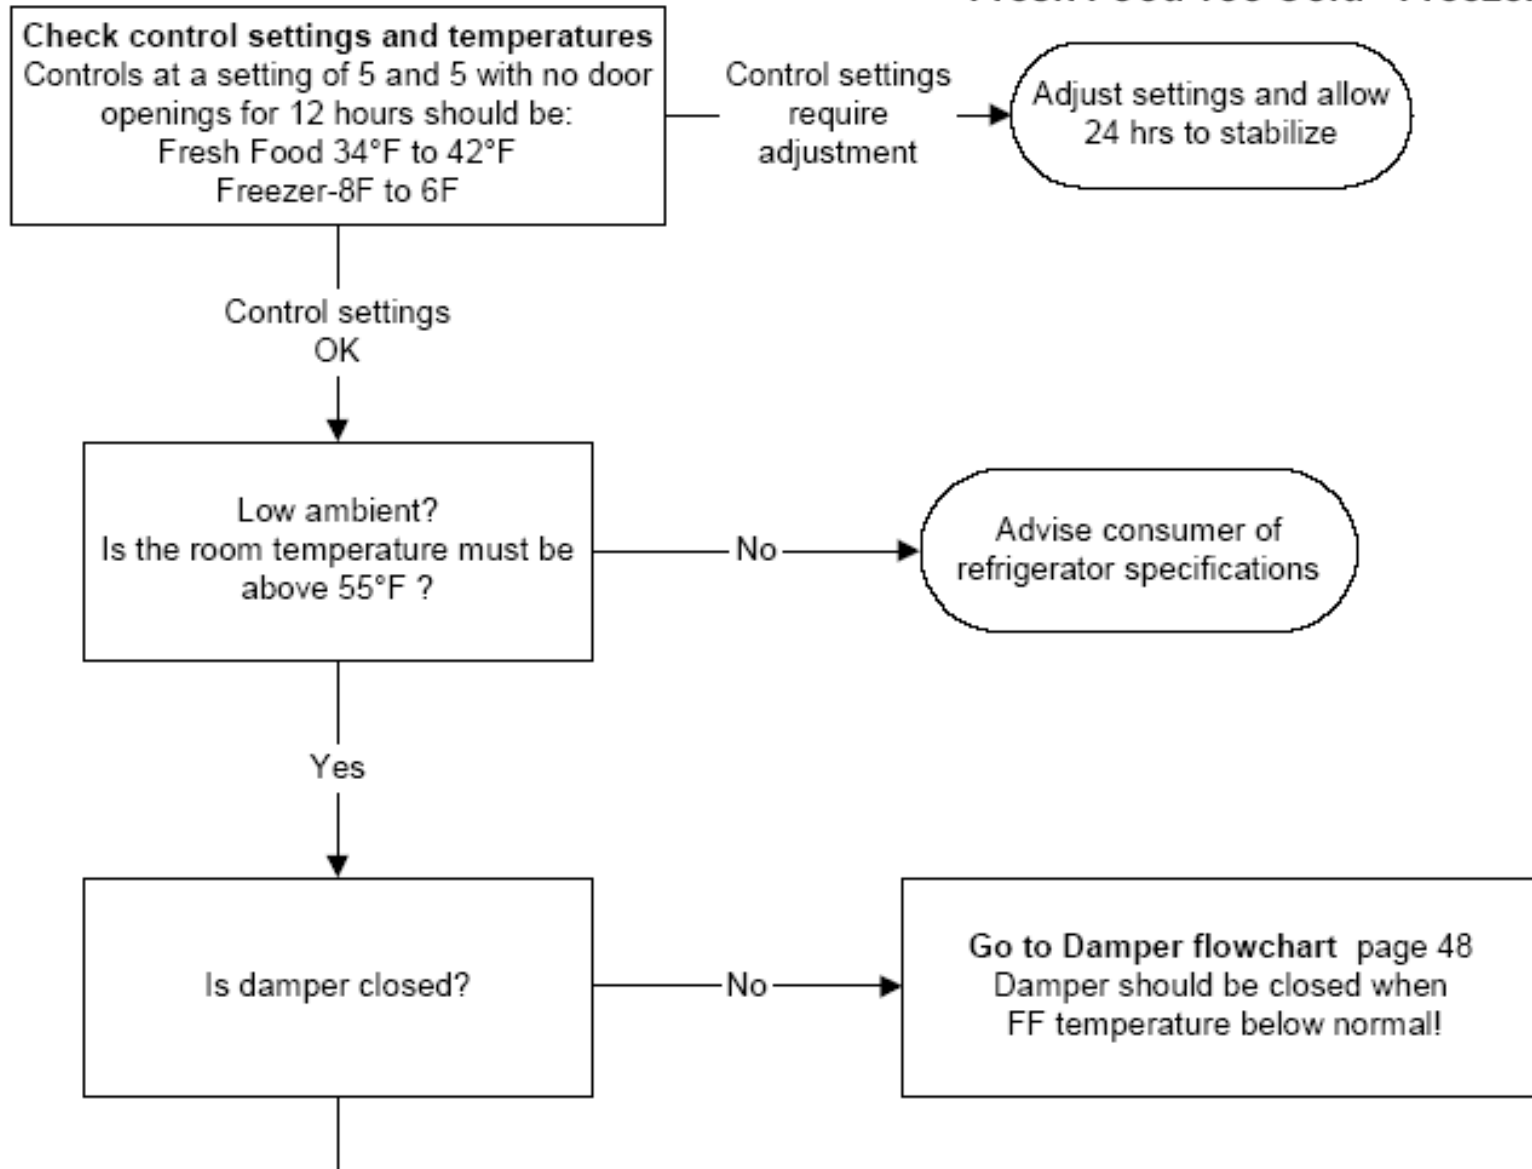 Check control settings and temperatures
Controls at a setting of 5 and 5 with no door
openings for 12 hours should be:
Fresh Food 34°F to 42°F
Freezer-8F to 6F
Control settings
require
adjustment
Adjust settings and allow
24 hrs to stabilize
Control settings
OK
Low ambient?
Is the room temperature must be
above 55°F ?
No
Advise consumer of
refrigerator specifications
Yes
Is damper closed?
No
Go to Damper flowchart page 48
Damper should be closed when
FF temperature below normal!